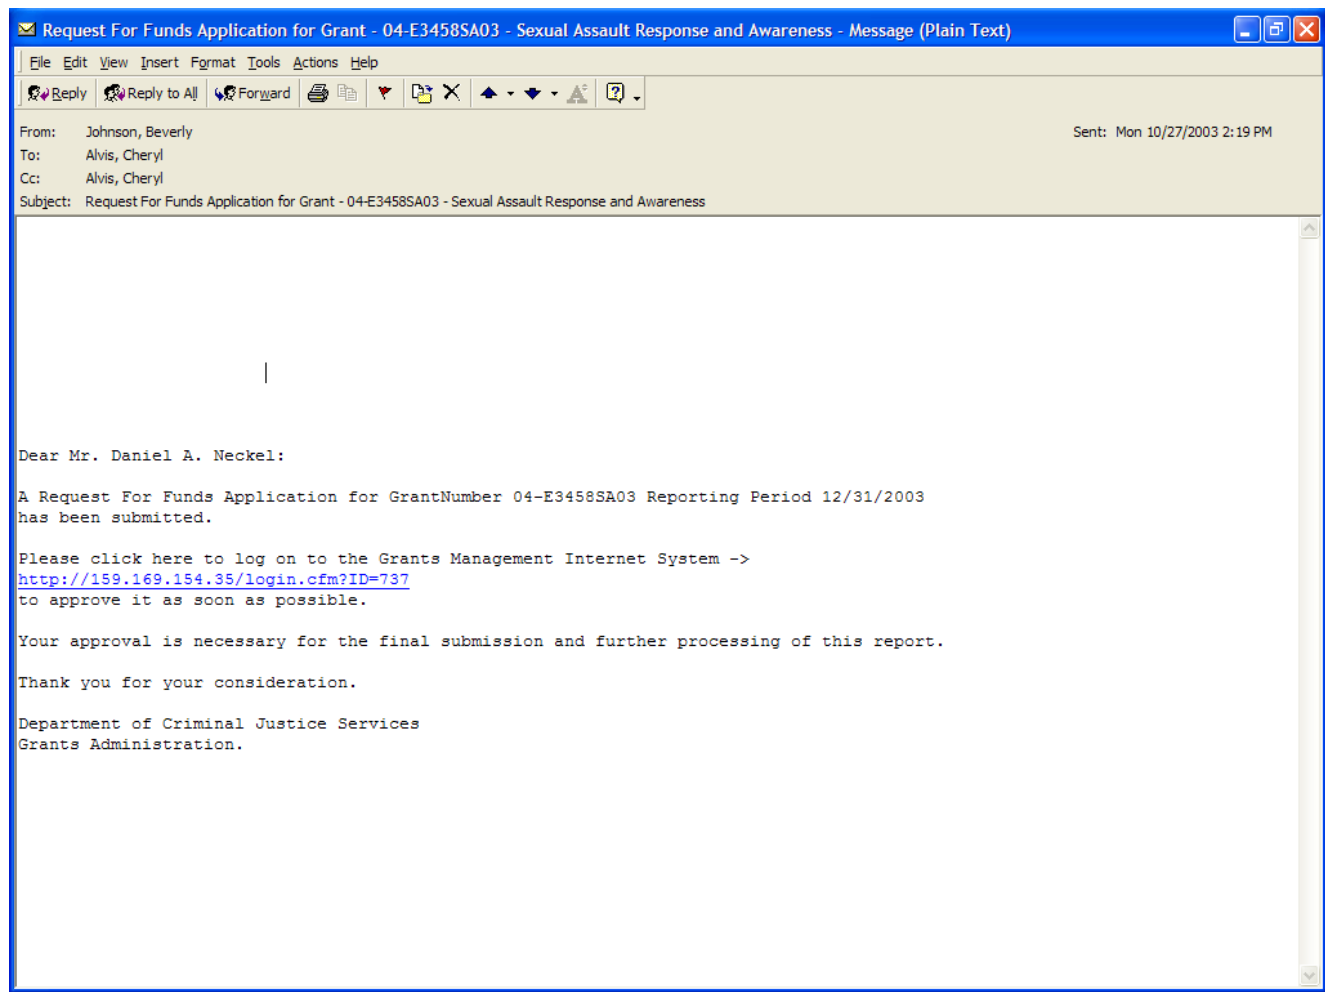 Request For Funds Application for Grant - 04-E3458SA03 - Sexual Assault Response and Awareness - Message (Plain Text)
File Edit View Insert Format Tools Actions Help
Reply Reply to All Forward
From: Johnson, Beverly Sent: Mon 10/27/2003 2:19 PM
To: Alvis, Cheryl
Cc: Alvis, Cheryl
Subject: Request For Funds Application for Grant - 04-E3458SA03 - Sexual Assault Response and Awareness
Dear Mr. Daniel A. Neckel:
A Request For Funds Application for GrantNumber 04-E3458SA03 Reporting Period 12/31/2003
has been submitted.
Please click here to log on to the Grants Management Internet System ->
http://159.169.154.35/login.cfm?ID=737
to approve it as soon as possible.
Your approval is necessary for the final submission and further processing of this report.
Thank you for your consideration.
Department of Criminal Justice Services
Grants Administration.